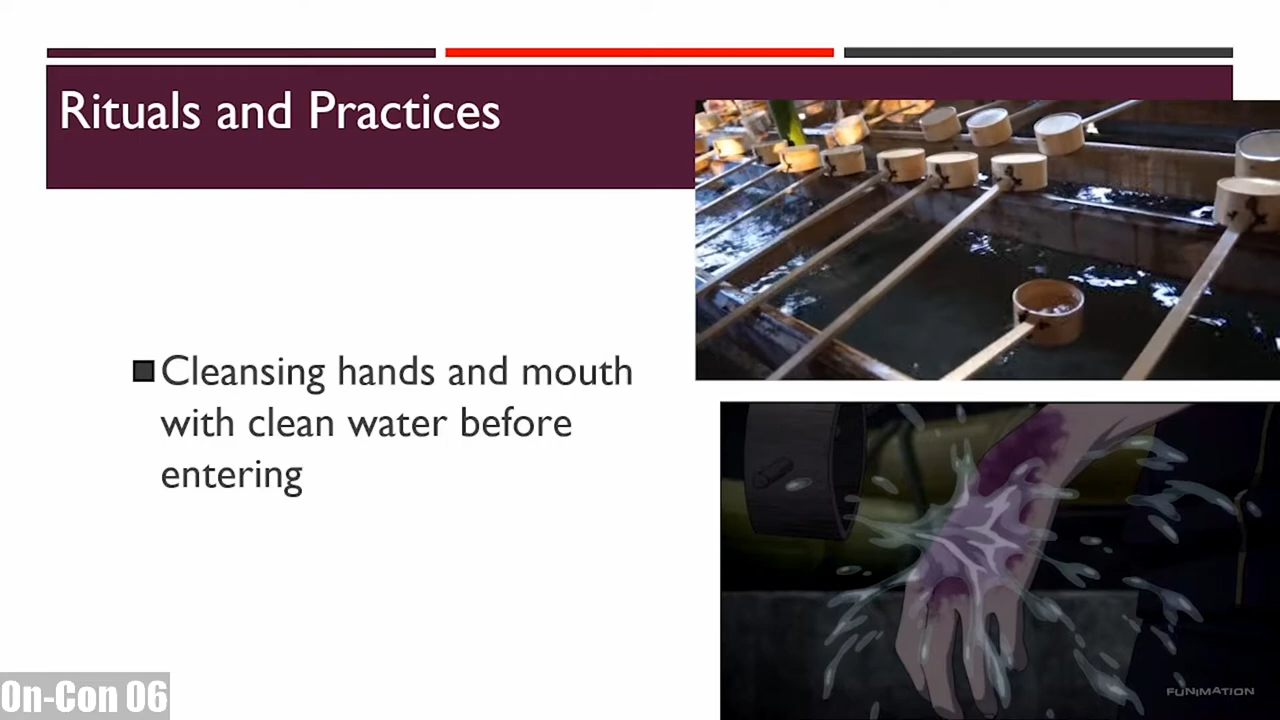 Rituals and Practices
Cleansing hands and mouth
with clean water before
entering
FUNIMATION
On-Con 06